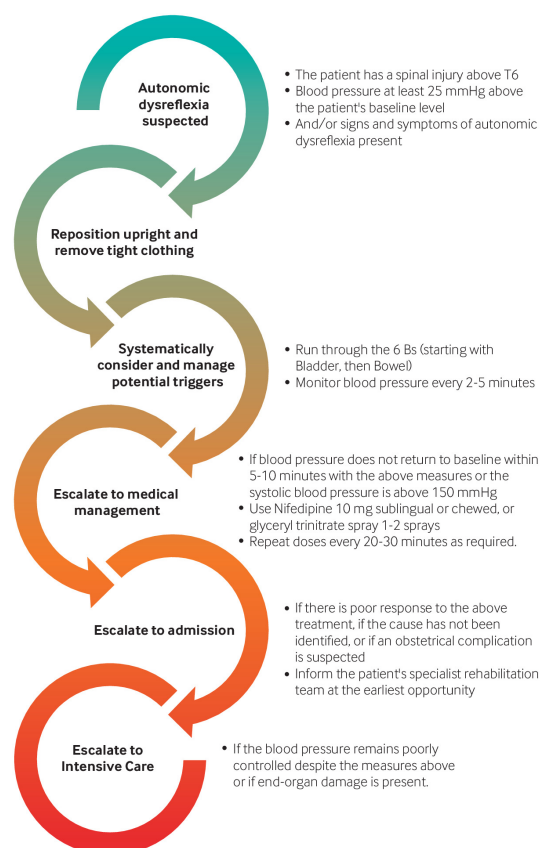 Autonomic
dysreflexia
suspected
• The patient has a spinal injury above T6
• Blood pressure at least 25 mmHg above
the patient's baseline level
• And/or signs and symptoms of autonomic
dysreflexia present
Reposition upright and
remove tight clothing
Systematically
consider and manage
potential triggers
• Run through the 6 Bs (starting with
Bladder, then Bowel)
• Monitor blood pressure every 2-5 minutes
Escalate to medical
management
• If blood pressure does not return to baseline within
5-10 minutes with the above measures or the
systolic blood pressure is above 150 mmHg
• Use Nifedipine 10 mg sublingual or chewed, or
glyceryl trinitrate spray 1-2 sprays
• Repeat doses every 20-30 minutes as required.
Escalate to admission
• If there is poor response to the above
treatment, if the cause has not been
identified, or if an obstetrical complication
is suspected
• Inform the patient's specialist rehabilitation
team at the earliest opportunity
Escalate to
Intensive Care
• If the blood pressure remains poorly
controlled despite the measures above
or if end-organ damage is present.